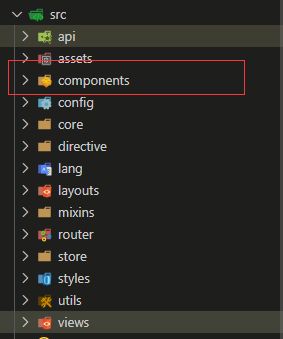 src
api
assets
components
config
core
directive
lang
layouts
mixins
router
store
styles
utils
views